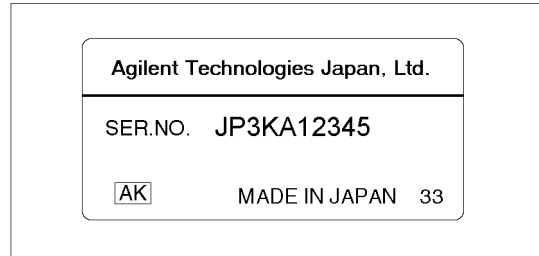 Agilent Technologies Japan, Ltd.
SER.NO. JP3KA12345
AK MADE IN JAPAN 33